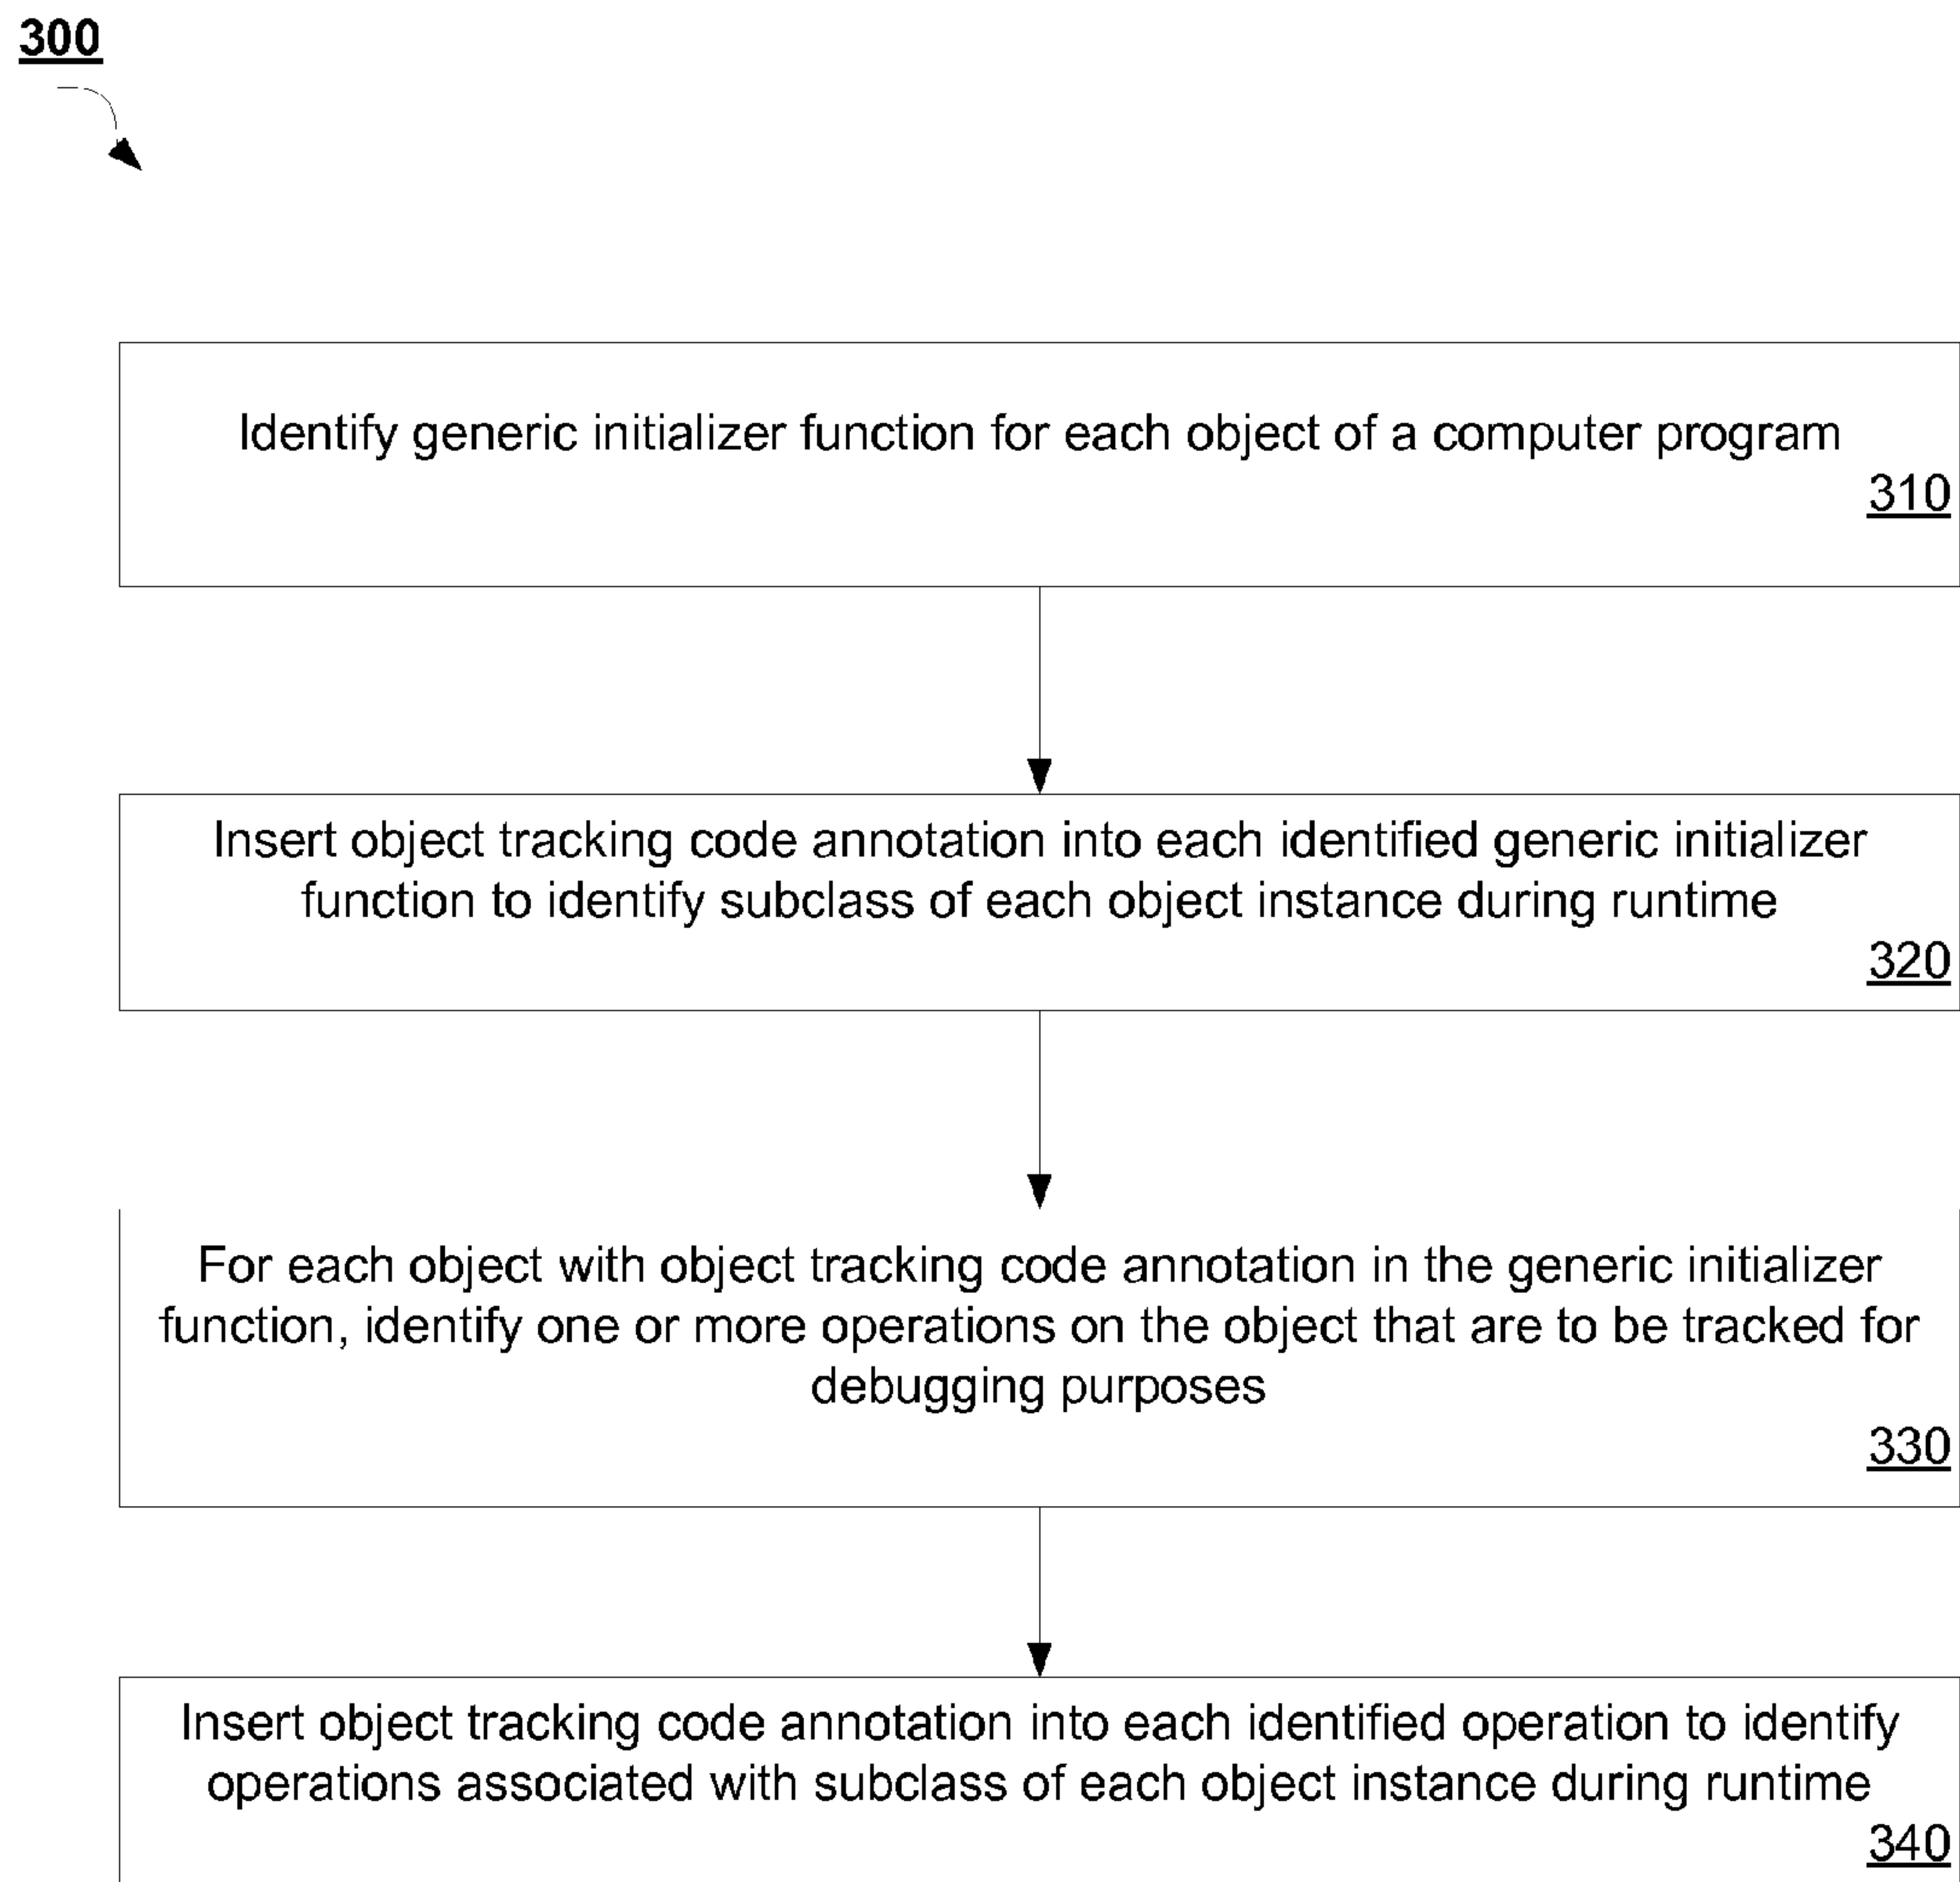 300
Identify generic initializer function for each object of a computer program
310
Insert object tracking code annotation into each identified generic initializer
function to identify subclass of each object instance during runtime
320
For each object with object tracking code annotation in the generic initializer
function, identify one or more operations on the object that are to be tracked for
debugging purposes
330
Insert object tracking code annotation into each identified operation to identify
operations associated with subclass of each object instance during runtime
340